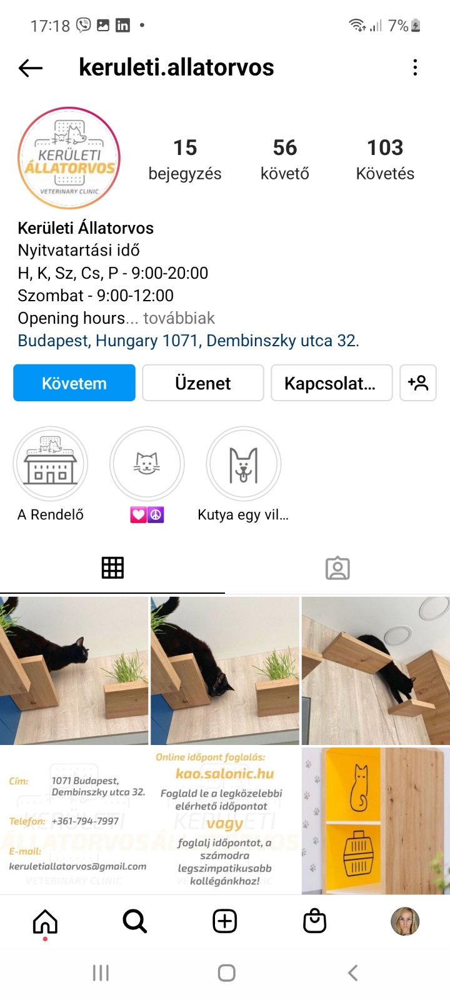 17:18
7%
keruleti.allatorvos
KERÜLETI
ÁLLATORVOS
VETERINARY CLINIC
15
bejegyzés
56
követő
103
Követés
Kerületi Állatorvos
Nyitvatartási idő
H, K, Sz, Cs, P - 9:00-20:00
Szombat - 9:00-12:00
Opening hours... továbbiak
Budapest, Hungary 1071, Dembinszky utca 32.
Követem
Üzenet
Kapcsolat...
A Rendelő
Kutya egy vil...
Cím: 1071 Budapest,
Dembinszky utca 32.
Telefon: +361-794-7997
E-mail:
keruletiallatorvos@gmail.com
KERÜLETI
ÁLLATORVOS
VETERINARY CLINIC
Online időpont foglalás:
kao.salonic.hu
Foglald le a legközelebbi
elérhető időpontot
vagy
foglalj időpontot, a
számodra
legszimpatikusabb
kollégánkhoz!